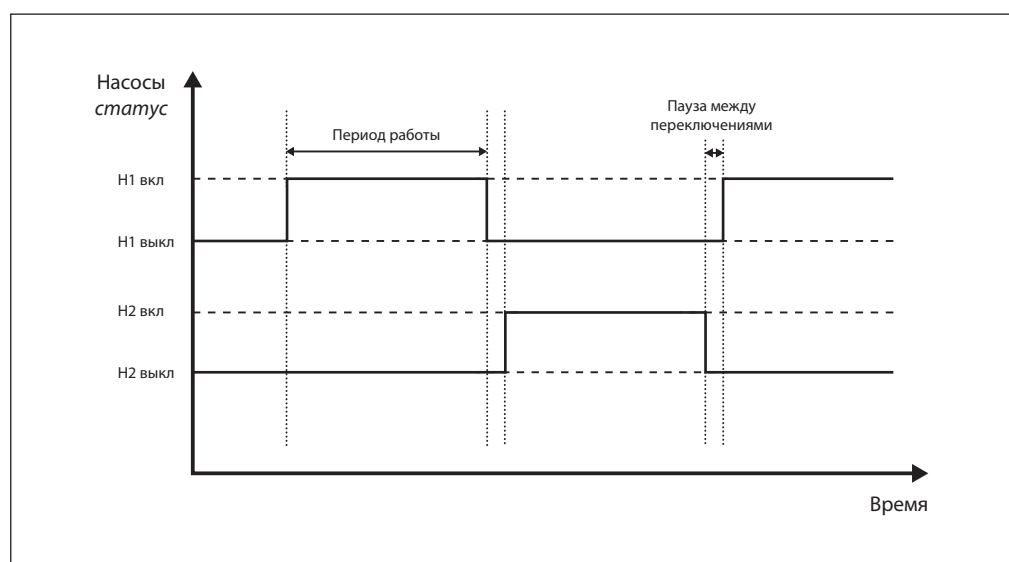 Насосы
статус
Период работы
Пауза между
переключениями
Н1 вкл
Н1 выкл
Н2 вкл
Н2 выкл
Время